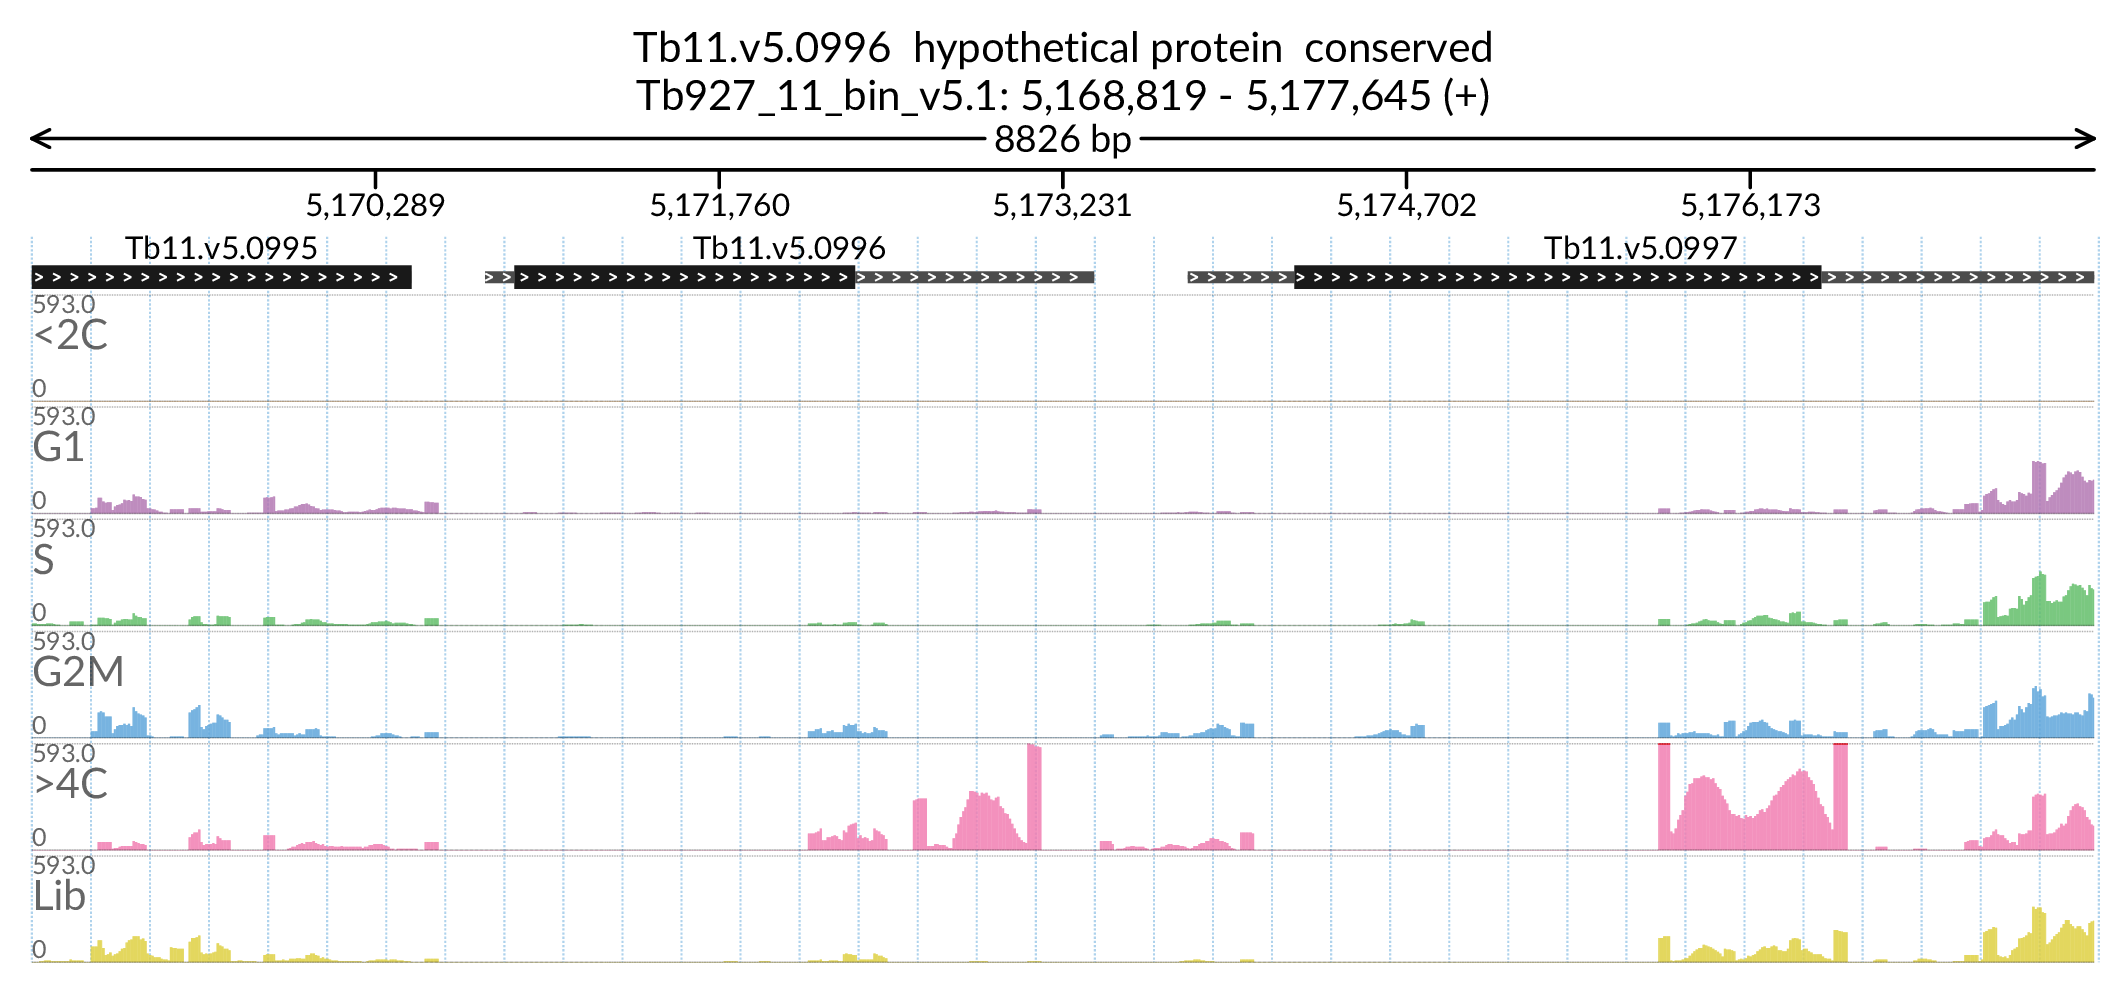 Tb11.v5.0996 hypothetical protein conserved
Tb927_11_bin_v5.1: 5,168,819 - 5,177,645 (+)
8826 bp
5,170,289 5,171,760 5,173,231 5,174,702 5,176,173
Tb11.v5.0995 Tb11.v5.0996 Tb11.v5.0997
593.0
<2C
0
593.0
G1
0
593.0
S
0
593.0
G2M
0
593.0
>4C
0
593.0
Lib
0